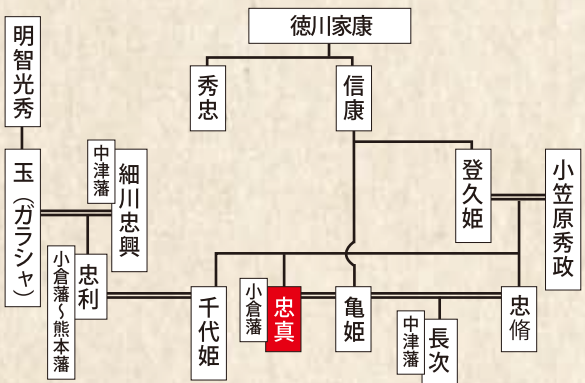 徳川家康
明智光秀
秀忠
信康
玉(ガラシャ)
中津藩
細川忠興
登久姫
小笠原秀政
小倉藩～熊本藩
忠利
千代姫
小倉藩
忠真
亀姫
中津藩
長次
忠脩